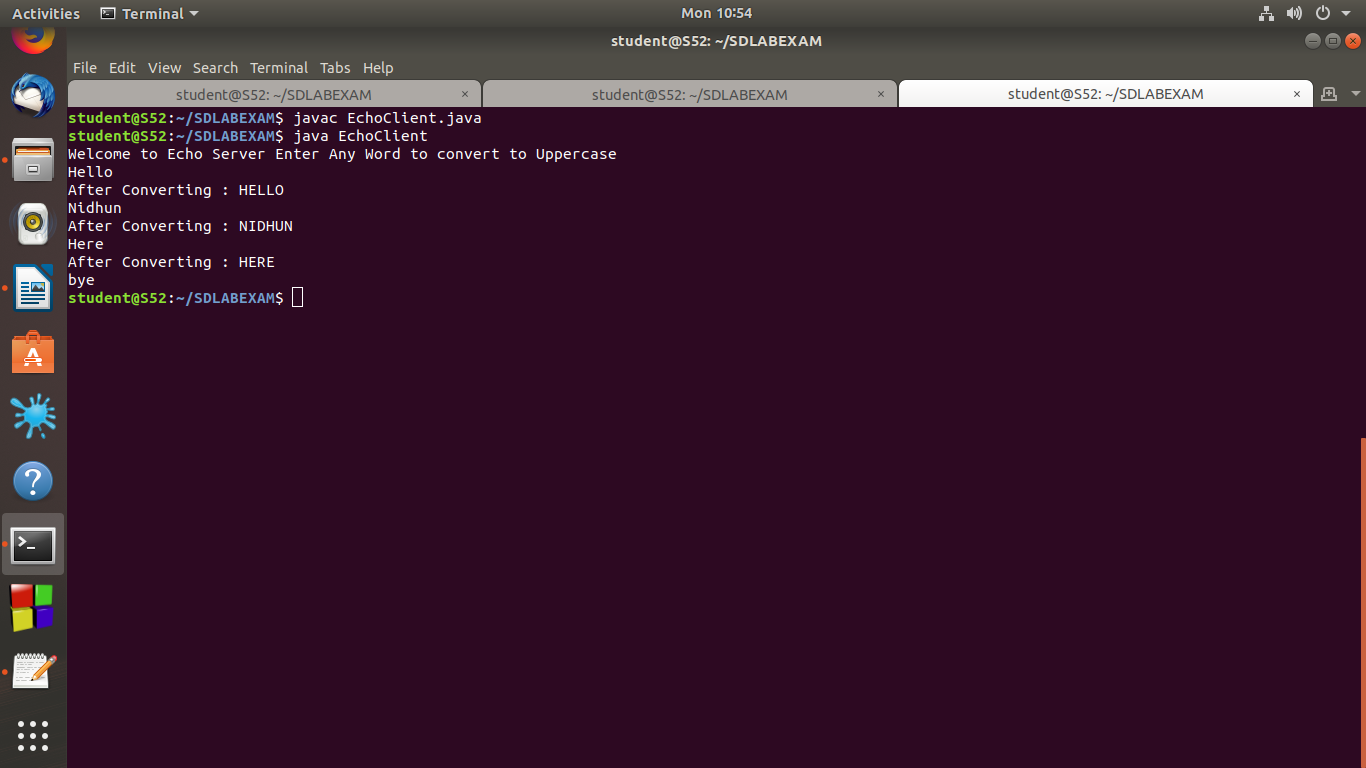 Activities Terminal Mon 10:54
student@S52: ~/SDLABEXAM
File Edit View Search Terminal Tabs Help
student@S52: ~/SDLABEXAM × student@S52: ~/SDLABEXAM × student@S52: ~/SDLABEXAM ×
student@S52:~/SDLABEXAM$ javac EchoClient.java
student@S52:~/SDLABEXAM$ java EchoClient
Welcome to Echo Server Enter Any Word to convert to Uppercase
Hello
After Converting : HELLO
Nidhun
After Converting : NIDHUN
Here
After Converting : HERE
bye
student@S52:~/SDLABEXAM$